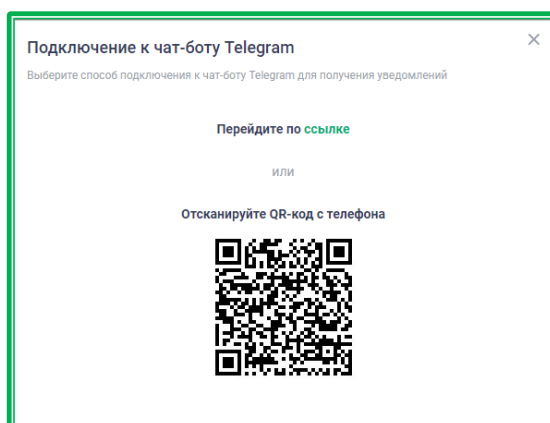 Подключение к чат-боту Telegram
Выберите способ подключения к чат-боту Telegram для получения уведомлений
Перейдите по ссылке
или
Отсканируйте QR-код с телефона